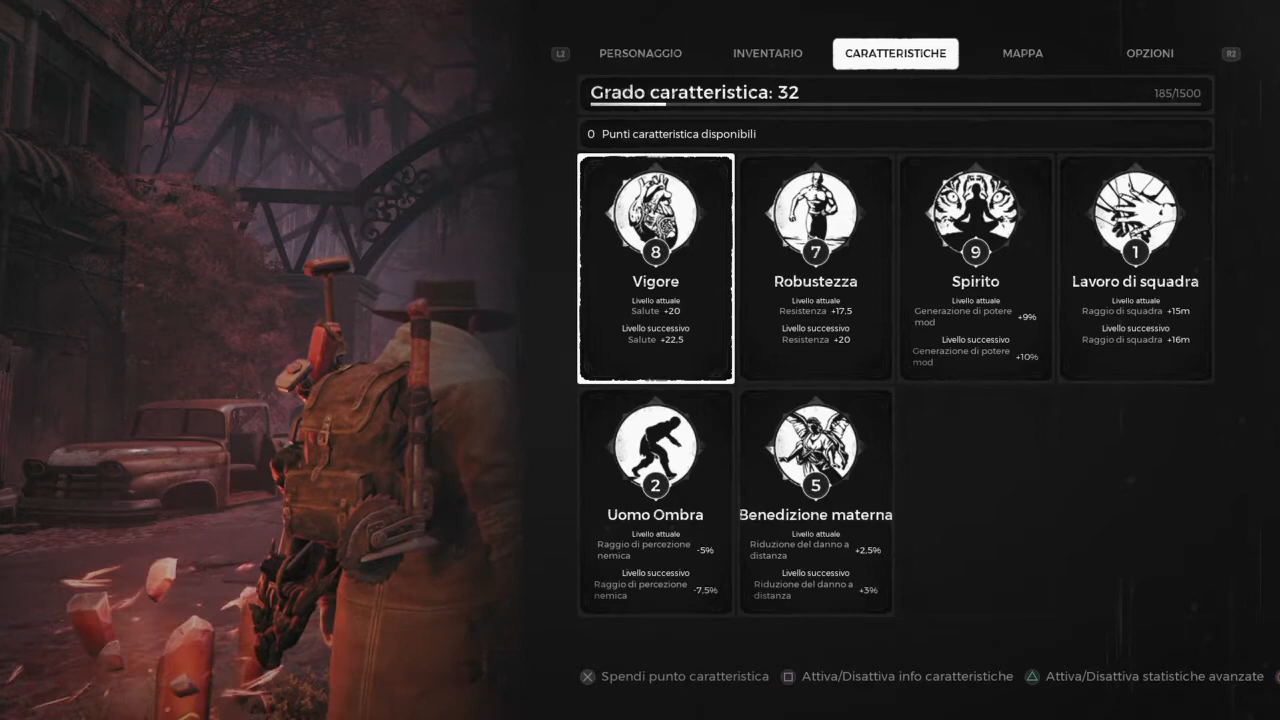 L2 PERSONAGGIO INVENTARIO CARATTERISTICHE MAPPA OPZIONI R2
Grado caratteristica: 32 185/1500
0 Punti caratteristica disponibili
8
Vigore
Livello attuale
Salute +20
Livello successivo
Salute +22,5
7
Robustezza
Livello attuale
Resistenza +17,5
Livello successivo
Resistenza +20
9
Spirito
Livello attuale
Generazione di potere
mod +9%
Livello successivo
Generazione di potere
mod +10%
1
Lavoro di squadra
Livello attuale
Raggio di squadra +15m
Livello successivo
Raggio di squadra +16m
2
Uomo Ombra
Livello attuale
Raggio di percezione
nemica -5%
Livello successivo
Raggio di percezione
nemica -7,5%
5
Benedizione materna
Livello attuale
Riduzione del danno a
distanza +2,5%
Livello successivo
Riduzione del danno a
distanza +3%
Spendi punto caratteristica Attiva/Disattiva info caratteristiche Attiva/Disattiva statistiche avanzate